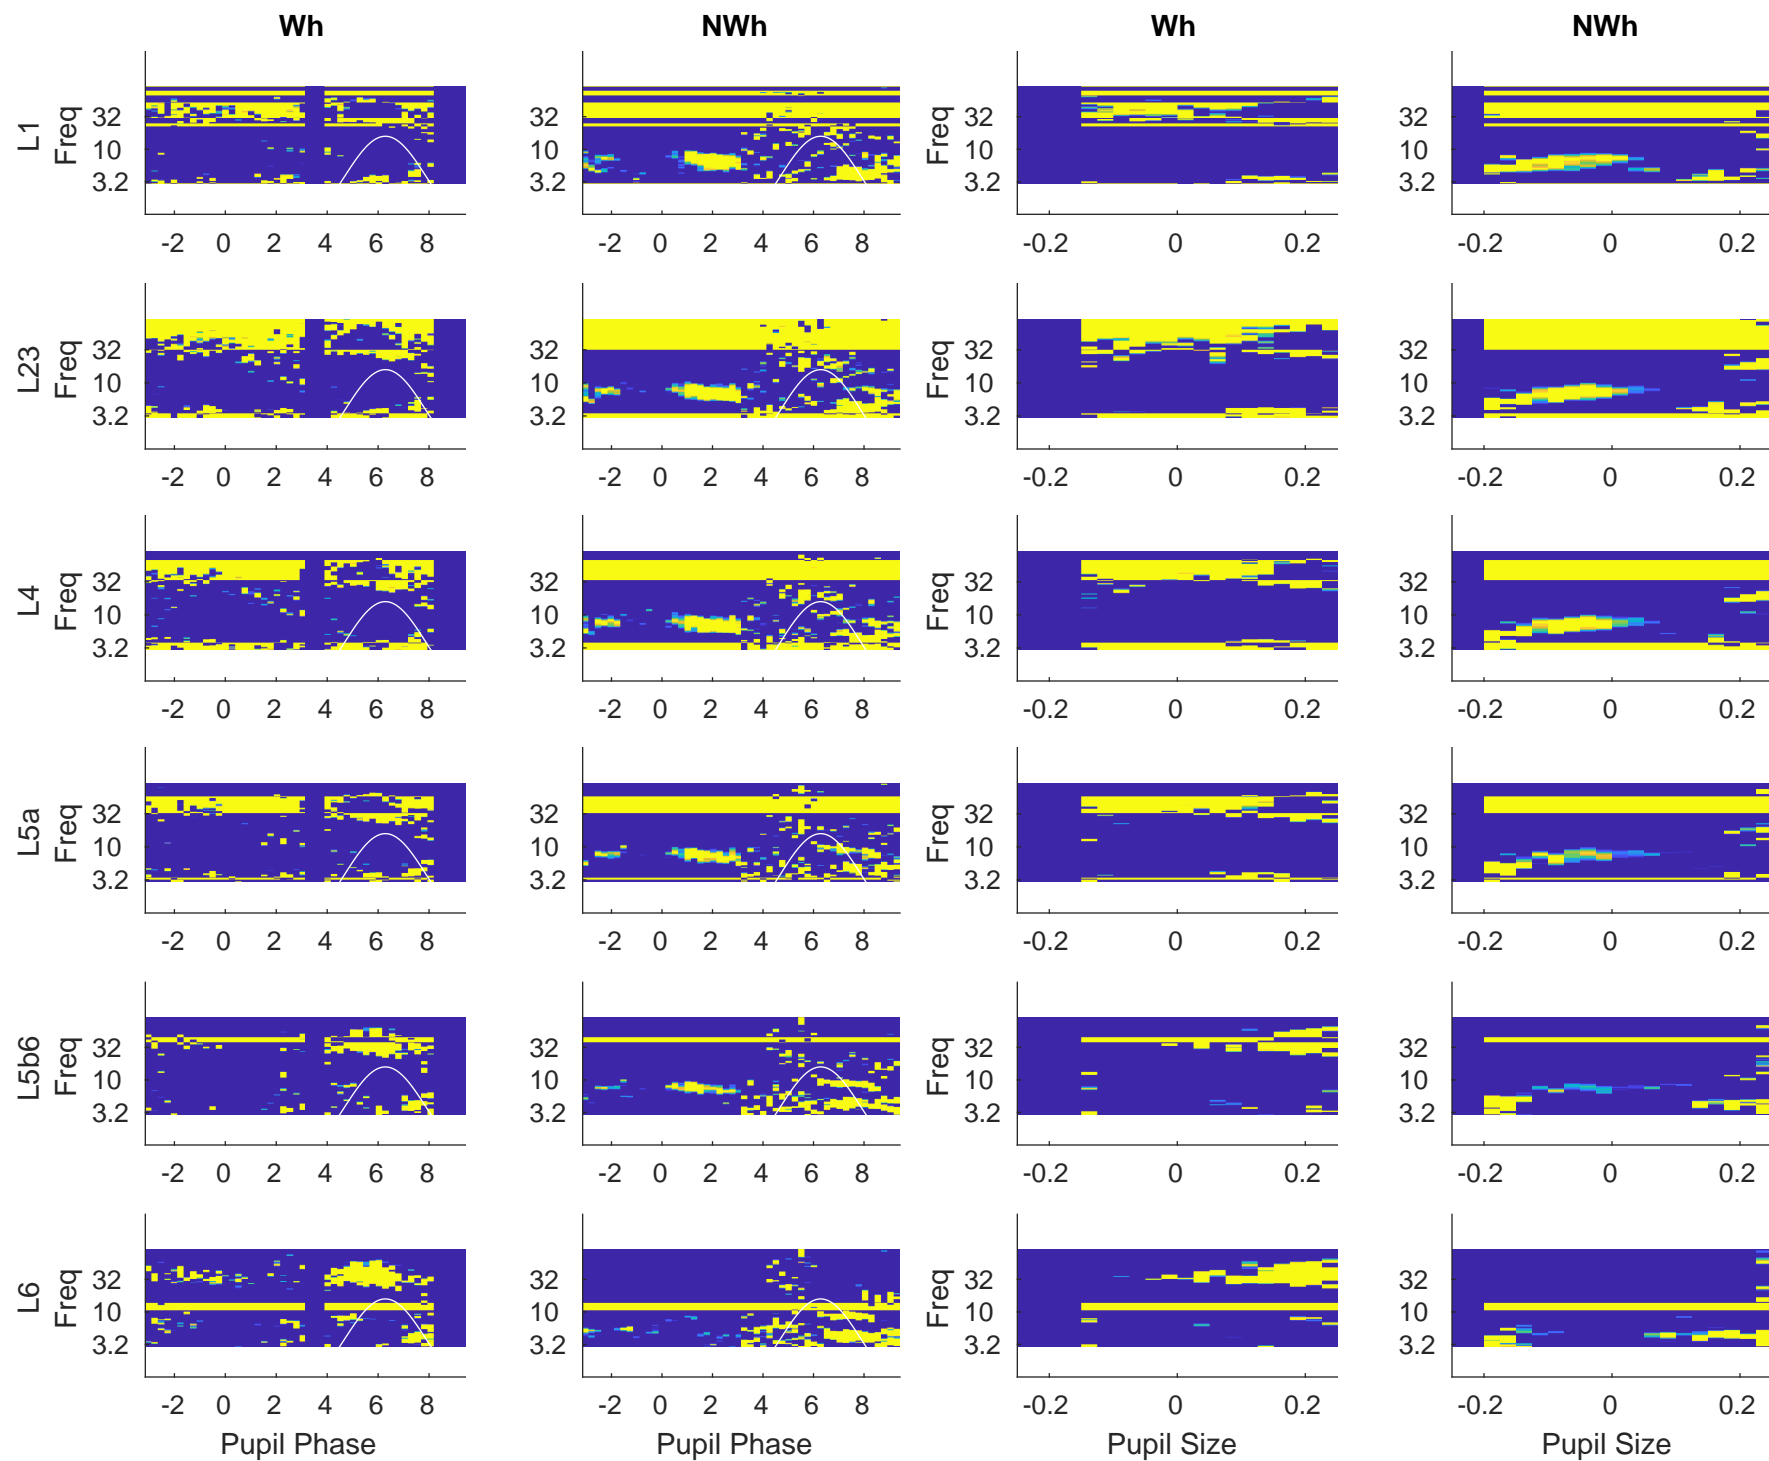 Wh NWh Wh NWh
L1 Freq 32 10 3.2 32 10 3.2 Freq 32 10 3.2 32 10 3.2
-2 0 2 4 6 8 -2 0 2 4 6 8 -0.2 0 0.2 -0.2 0 0.2
L23 Freq 32 10 3.2 32 10 3.2 Freq 32 10 3.2 32 10 3.2
-2 0 2 4 6 8 -2 0 2 4 6 8 -0.2 0 0.2 -0.2 0 0.2
L4 Freq 32 10 3.2 32 10 3.2 Freq 32 10 3.2 32 10 3.2
-2 0 2 4 6 8 -2 0 2 4 6 8 -0.2 0 0.2 -0.2 0 0.2
L5a Freq 32 10 3.2 32 10 3.2 Freq 32 10 3.2 32 10 3.2
-2 0 2 4 6 8 -2 0 2 4 6 8 -0.2 0 0.2 -0.2 0 0.2
L5b6 Freq 32 10 3.2 32 10 3.2 Freq 32 10 3.2 32 10 3.2
-2 0 2 4 6 8 -2 0 2 4 6 8 -0.2 0 0.2 -0.2 0 0.2
L6 Freq 32 10 3.2 32 10 3.2 Freq 32 10 3.2 32 10 3.2
-2 0 2 4 6 8 -2 0 2 4 6 8 -0.2 0 0.2 -0.2 0 0.2
Pupil Phase Pupil Phase Pupil Size Pupil Size